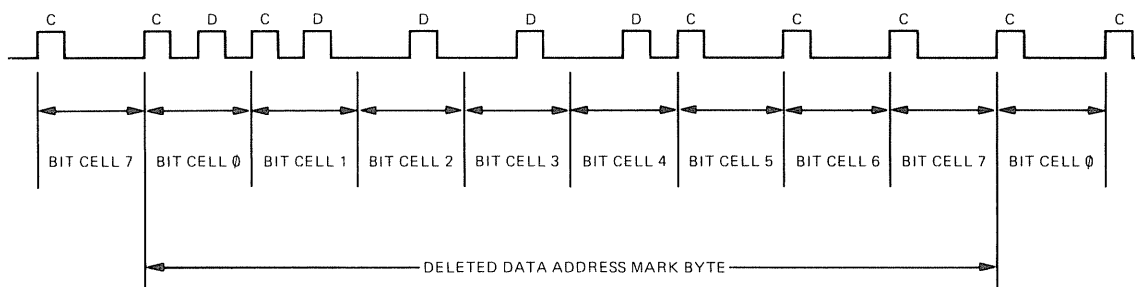 C C D C D D D D C C C C C
BIT CELL 7 BIT CELL Ø BIT CELL 1 BIT CELL 2 BIT CELL 3 BIT CELL 4 BIT CELL 5 BIT CELL 6 BIT CELL 7 BIT CELL Ø
DELETED DATA ADDRESS MARK BYTE